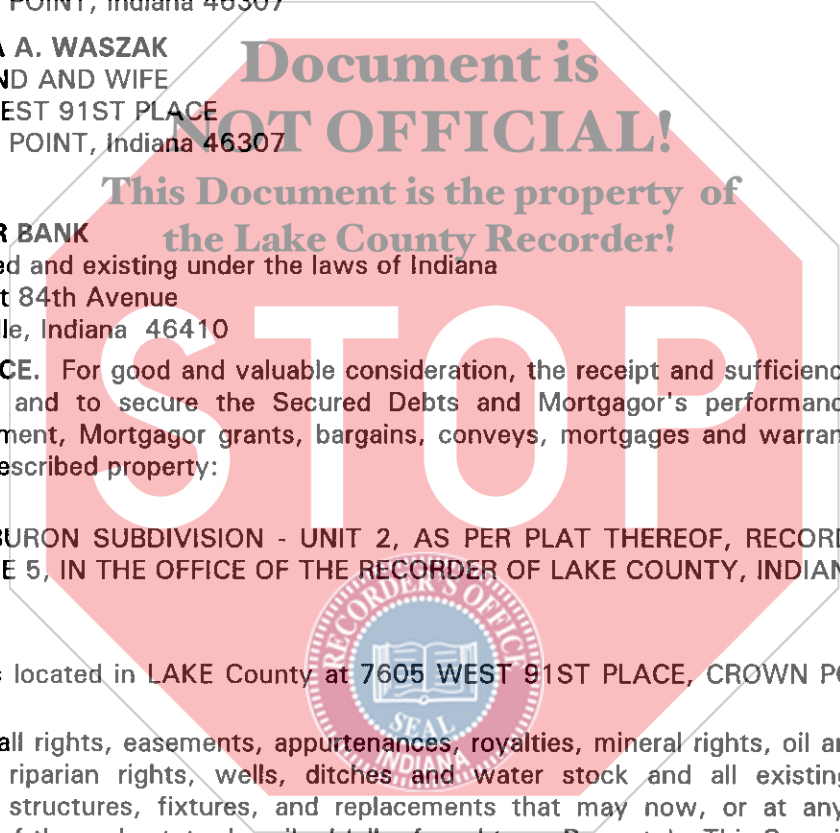 POINT, Indiana 46307
A. WASZAK
ND AND WIFE
EST 91ST PLACE
POINT, Indiana 46307
Document is
NOT OFFICIAL!
This Document is the property of
the Lake County Recorder!
R BANK
ed and existing under the laws of Indiana
t 84th Avenue
le, Indiana 46410
STOP
CE. For good and valuable consideration, the receipt and sufficienc
and to secure the Secured Debts and Mortgagor's performanc
ment, Mortgagor grants, bargains, conveys, mortgages and warran
escribed property:
BURON SUBDIVISION - UNIT 2, AS PER PLAT THEREOF, RECORD
E 5, IN THE OFFICE OF THE RECORDER OF LAKE COUNTY, INDIAN
RECORDER'S OFFICE
SEAL
INDIANA
s located in LAKE County at 7605 WEST 91ST PLACE, CROWN PO
all rights, easements, appurtenances, royalties, mineral rights, oil an
riparian rights, wells, ditches and water stock and all existing
structures, fixtures, and replacements that may now, or at any